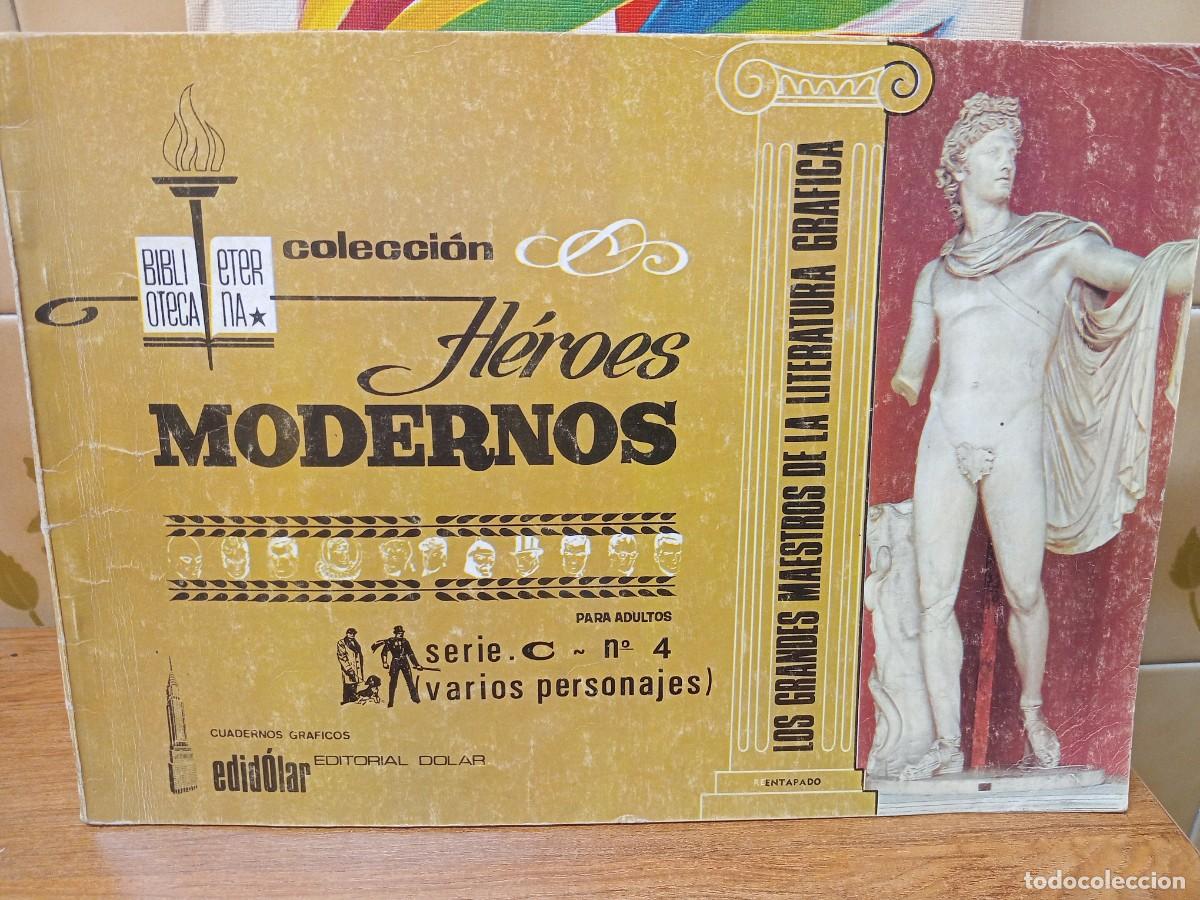 BIBLI ETER
OTECA NA
colección
Héroes
MODERNOS
PARA ADULTOS
serie.C ~ nº 4
(varios personajes)
CUADERNOS GRAFICOS
edidÓlar EDITORIAL DOLAR
LOS GRANDES MAESTROS DE LA LITERATURA GRAFICA
REENTAPADO
todocoleccion